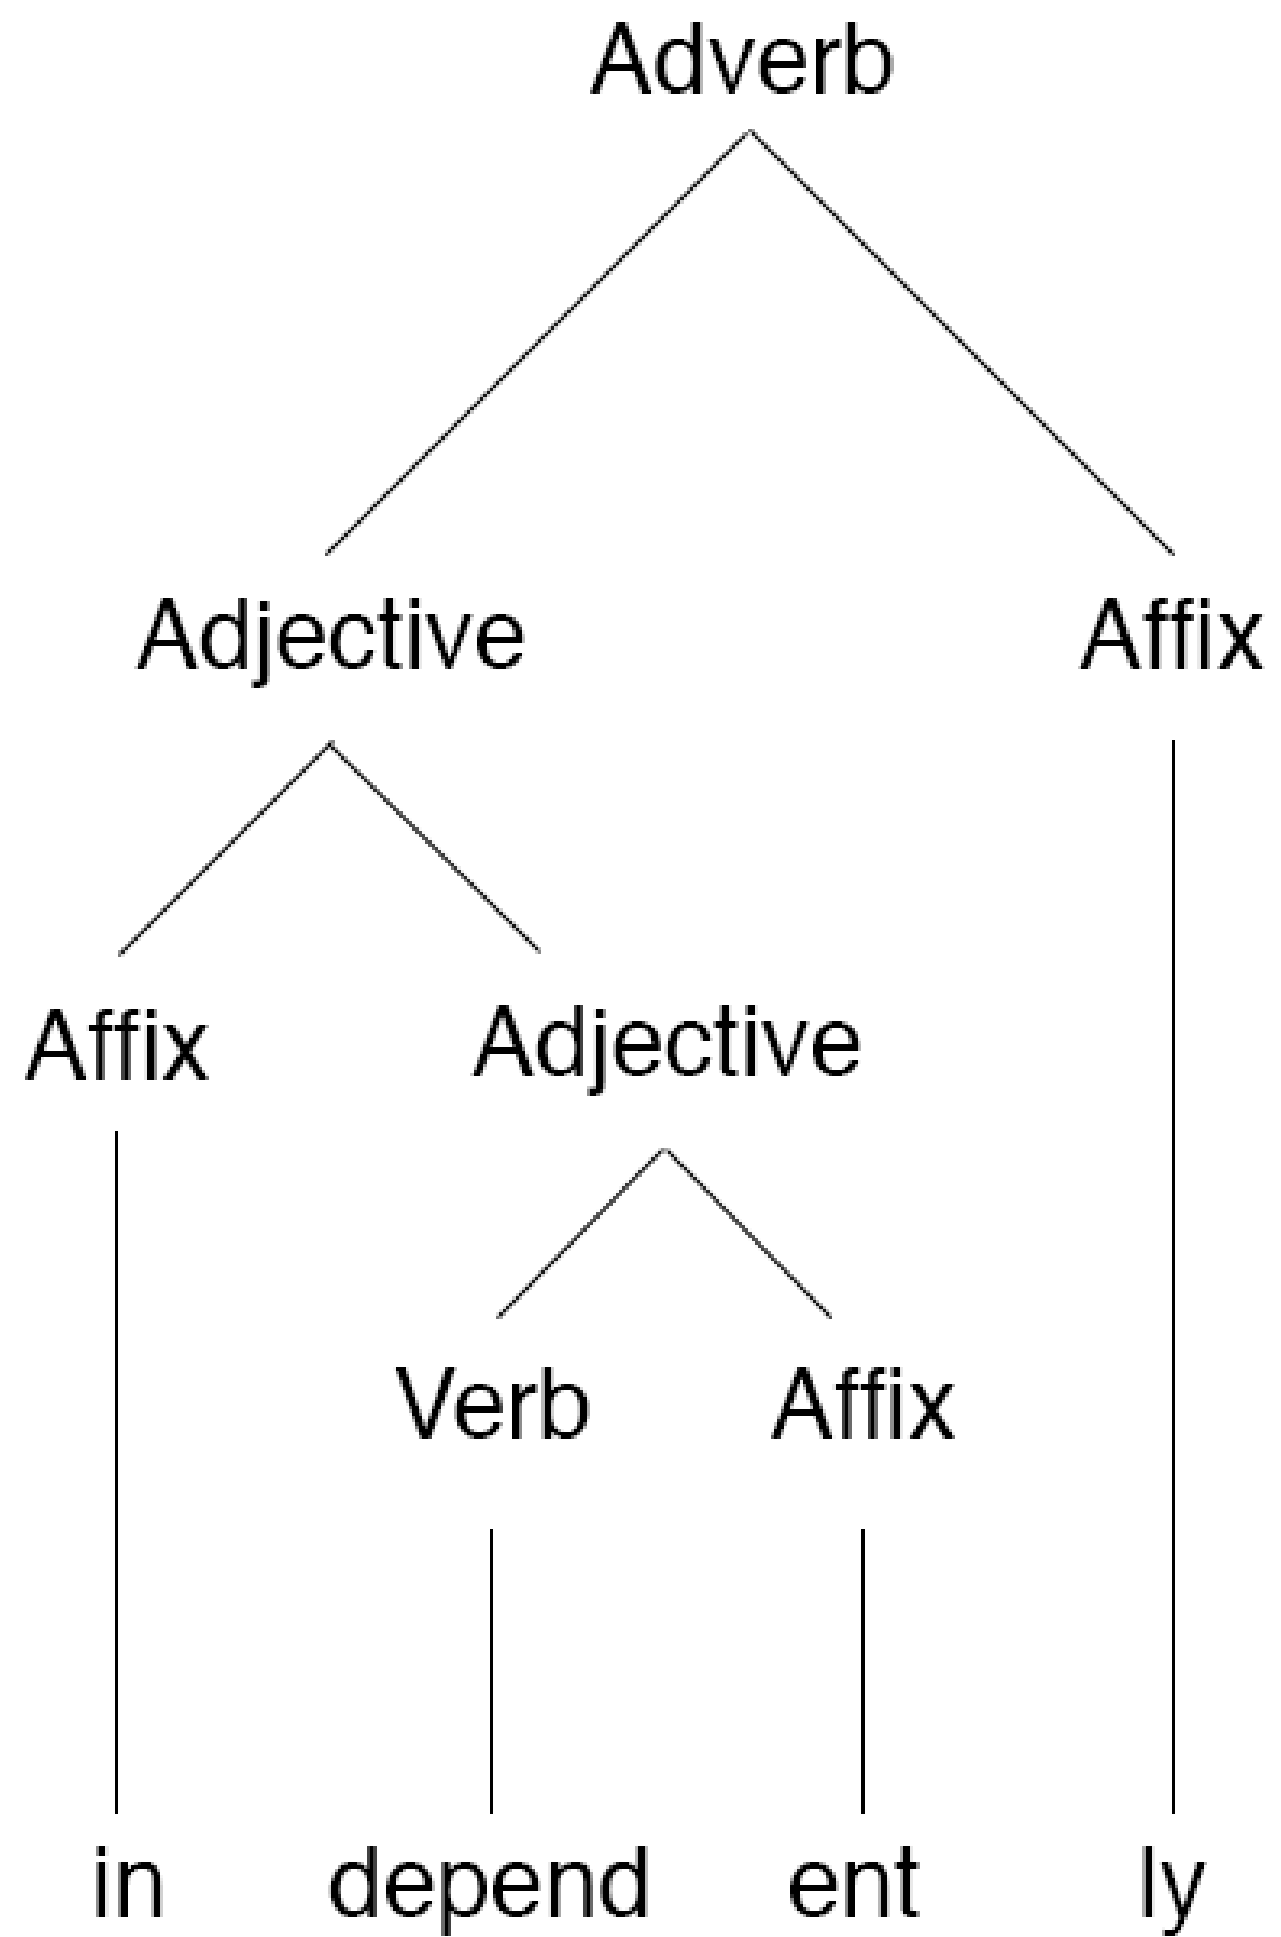 Adverb
Adjective Affix
Affix Adjective
Verb Affix
in depend ent ly